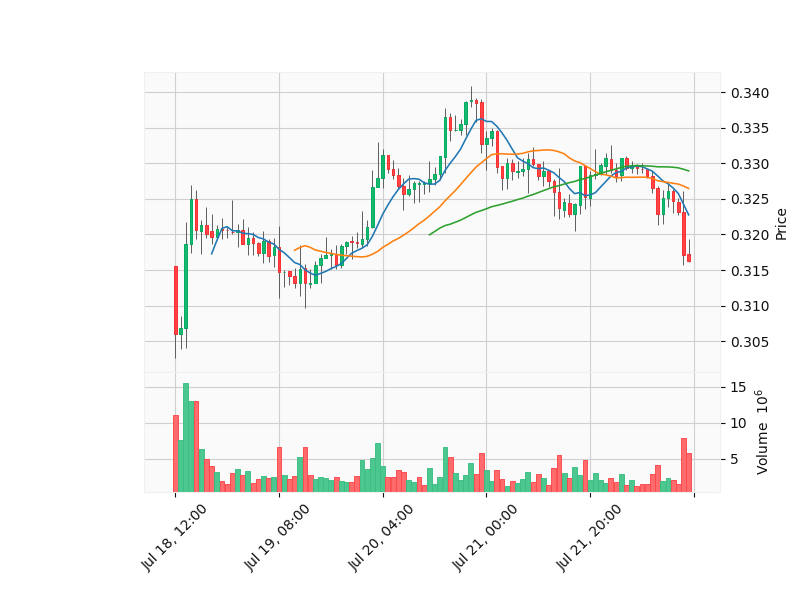 0.340
0.335
0.330
0.325
0.320
0.315
0.310
0.305
Price
15
10
5
Volume 10^6
Jul 18, 12:00
Jul 19, 08:00
Jul 20, 04:00
Jul 21, 00:00
Jul 21, 20:00